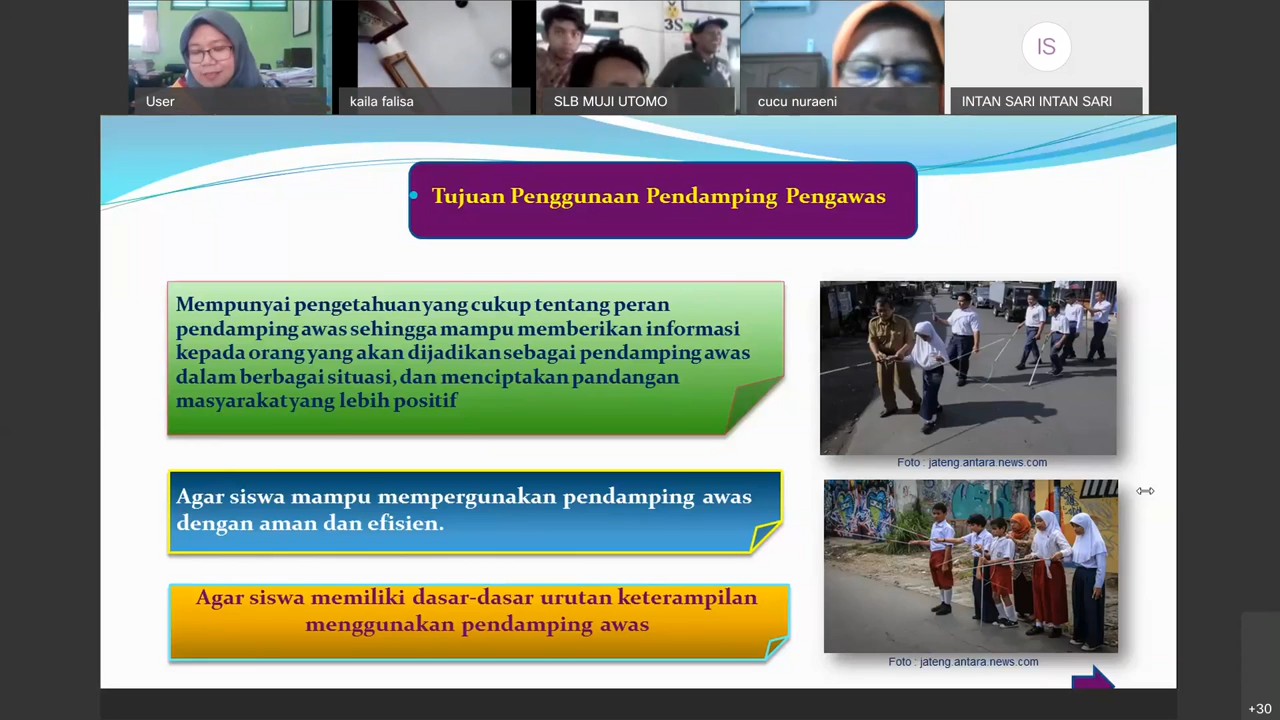 3S
IS
User
kaila falisa
SLB MUJI UTOMO
cucu nuraeni
INTAN SARI INTAN SARI
Tujuan Penggunaan Pendamping Pengawas
Mempunyai pengetahuan yang cukup tentang peran
pendamping awas sehingga mampu memberikan informasi
kepada orang yang akan dijadikan sebagai pendamping awas
dalam berbagai situasi, dan menciptakan pandangan
masyarakat yang lebih positif
Foto : jateng.antara.news.com
Agar siswa mampu mempergunakan pendamping awas
dengan aman dan efisien.
Agar siswa memiliki dasar-dasar urutan keterampilan
menggunakan pendamping awas
Foto : jateng.antara.news.com
+30